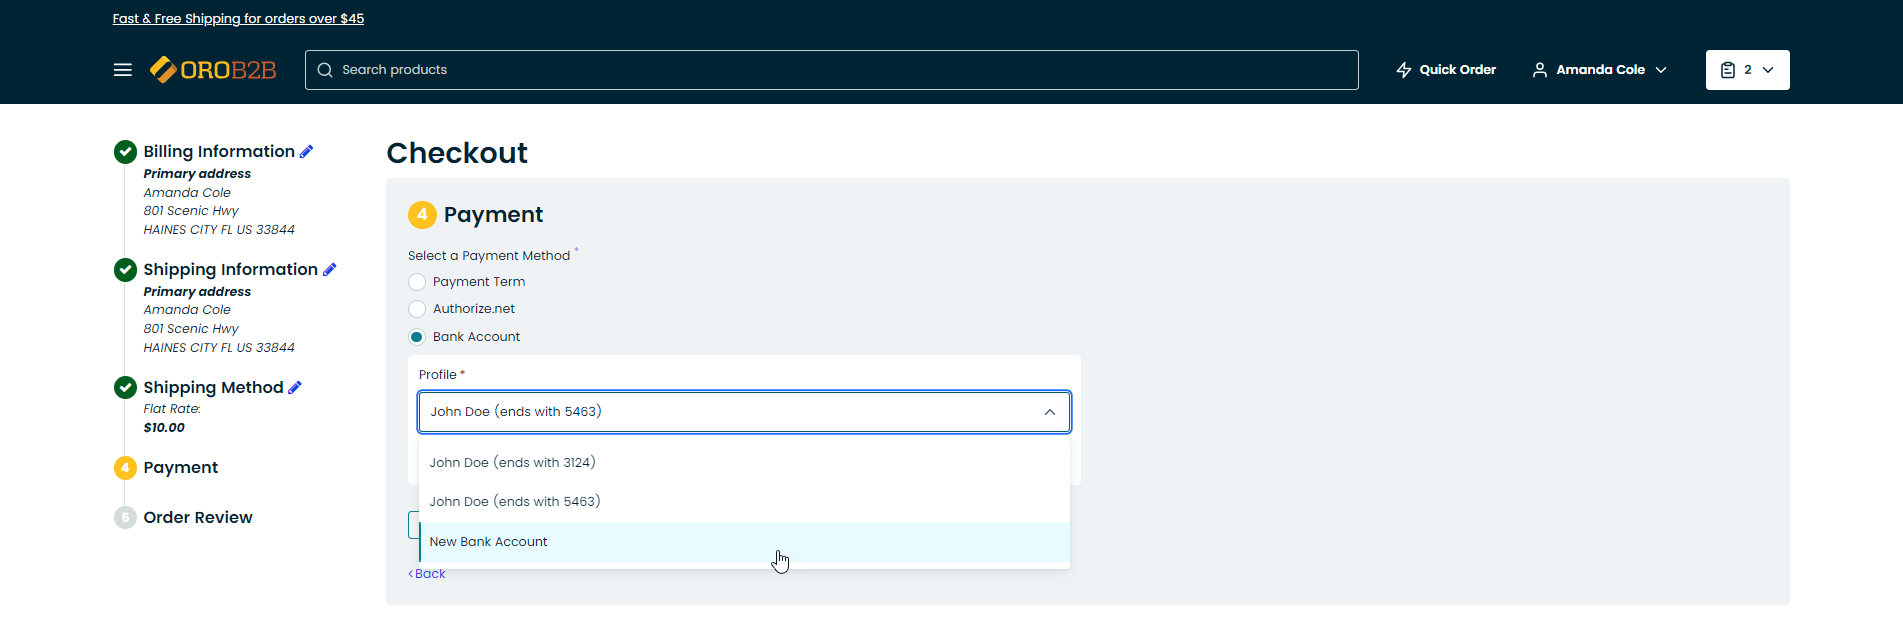 Fast & Free Shipping for orders over $45
OROB2B
Search products
Quick Order
Amanda Cole
2
Billing Information
Primary address
Amanda Cole
801 Scenic Hwy
HAINES CITY FL US 33844
Shipping Information
Primary address
Amanda Cole
801 Scenic Hwy
HAINES CITY FL US 33844
Shipping Method
Flat Rate:
$10.00
4 Payment
5 Order Review
Checkout
4 Payment
Select a Payment Method *
Payment Term
Authorize.net
Bank Account
Profile *
John Doe (ends with 5463)
John Doe (ends with 3124)
John Doe (ends with 5463)
New Bank Account
<Back